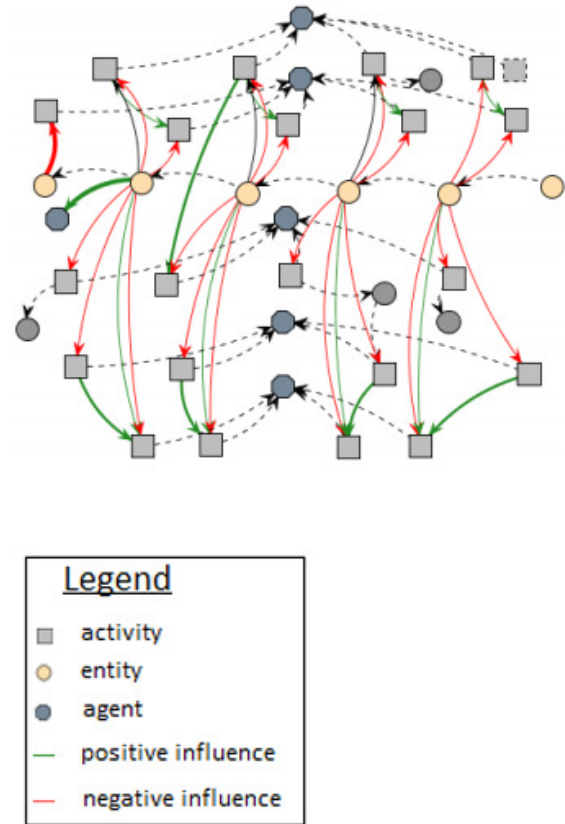 Legend
activity
entity
agent
positive influence
negative influence